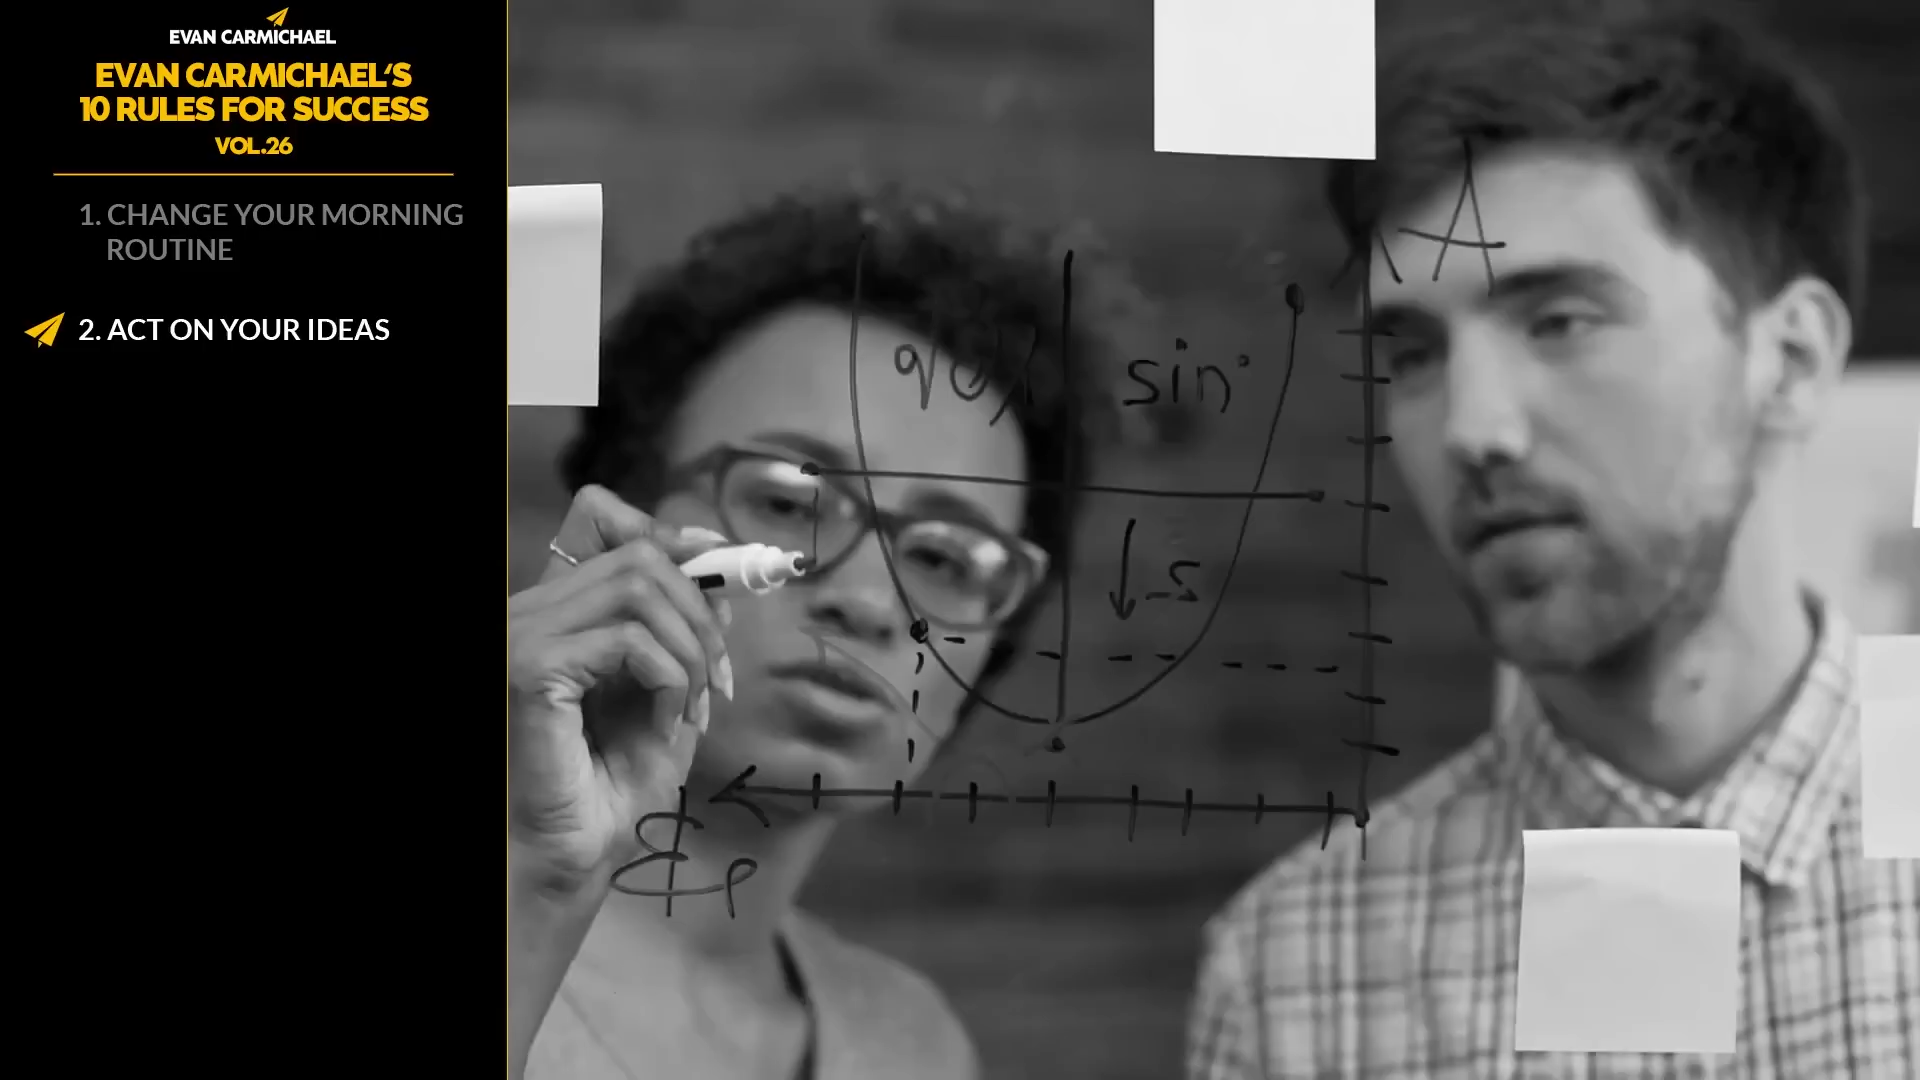 EVAN CARMICHAEL
EVAN CARMICHAEL'S
10 RULES FOR SUCCESS
VOL.26
1. CHANGE YOUR MORNING
ROUTINE
2. ACT ON YOUR IDEAS
sin
A